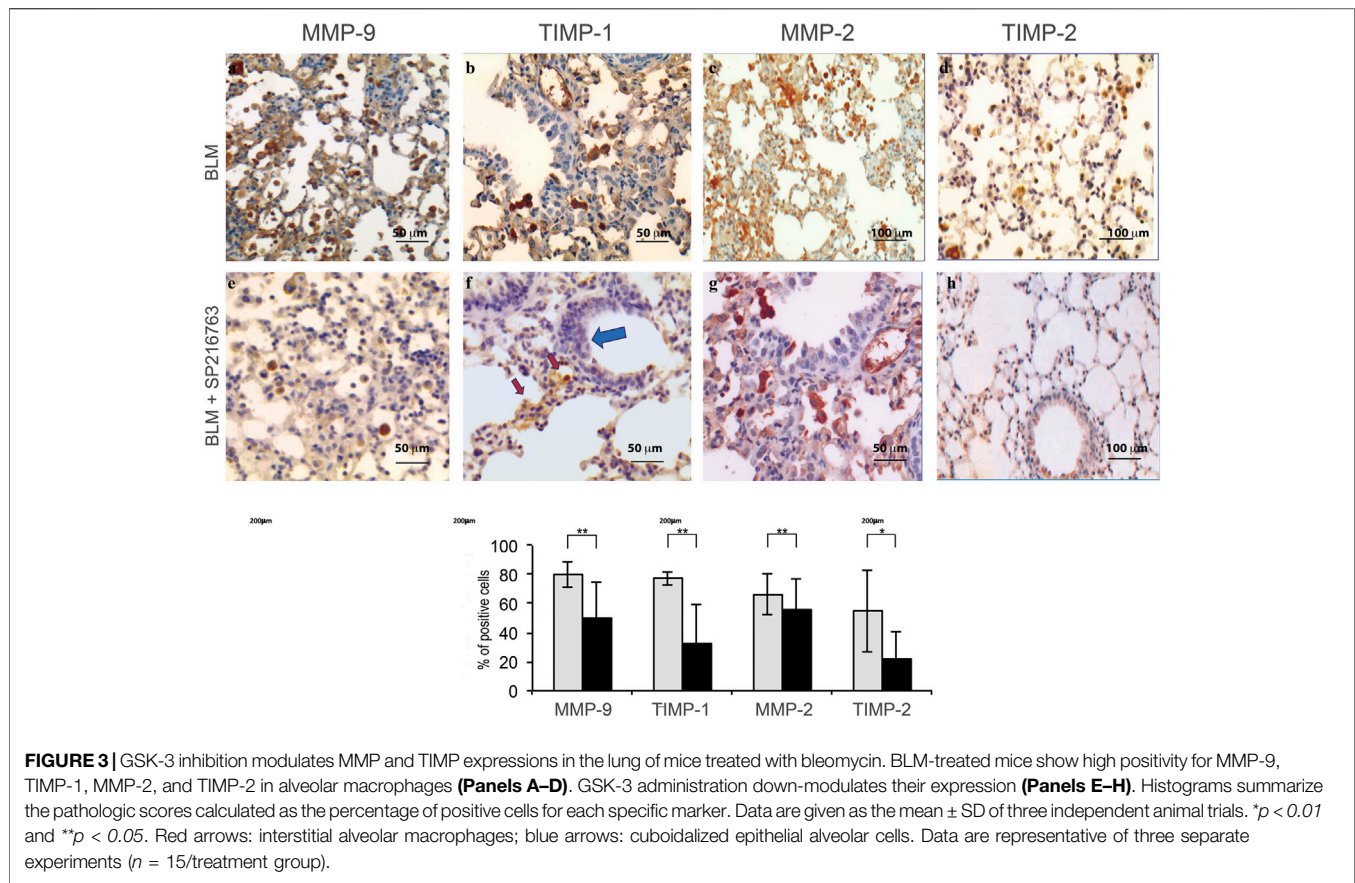 MMP-9 TIMP-1 MMP-2 TIMP-2
BLM
a b c d
50 μm 50 μm 100 μm 100 μm
BLM + SP216763
e f g h
50 μm 50 μm 50 μm 100 μm
200μm 200μm 200μm 200μm
** ** ** *
% of positive cells
100
80
60
40
20
0
MMP-9 TIMP-1 MMP-2 TIMP-2
FIGURE 3 | GSK-3 inhibition modulates MMP and TIMP expressions in the lung of mice treated with bleomycin. BLM-treated mice show high positivity for MMP-9,
TIMP-1, MMP-2, and TIMP-2 in alveolar macrophages (Panels A–D). GSK-3 administration down-modulates their expression (Panels E–H). Histograms summarize
the pathologic scores calculated as the percentage of positive cells for each specific marker. Data are given as the mean ± SD of three independent animal trials. *p < 0.01
and **p < 0.05. Red arrows: interstitial alveolar macrophages; blue arrows: cuboidalized epithelial alveolar cells. Data are representative of three separate
experiments (n = 15/treatment group).